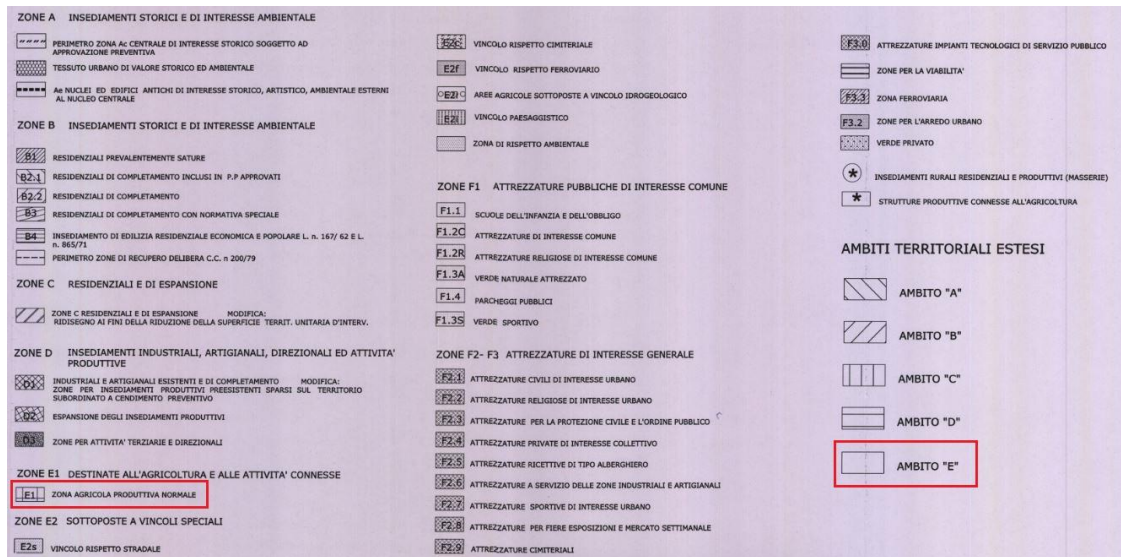 ZONE A INSEDIAMENTI STORICI E DI INTERESSE AMBIENTALE
PERIMETRO ZONA Ac CENTRALE DI INTERESSE STORICO SOGGETTO AD
APPROVAZIONE PREVENTIVA
TESSUTO URBANO DI VALORE STORICO ED AMBIENTALE
Ae NUCLEI ED EDIFICI ANTICHI DI INTERESSE STORICO, ARTISTICO, AMBIENTALE ESTERNI
AL NUCLEO CENTRALE
ZONE B INSEDIAMENTI STORICI E DI INTERESSE AMBIENTALE
B1 RESIDENZIALI PREVALENTEMENTE SATURE
B2.1 RESIDENZIALI DI COMPLETAMENTO INCLUSI IN P.P APPROVATI
B2.2 RESIDENZIALI DI COMPLETAMENTO
B3 RESIDENZIALI DI COMPLETAMENTO CON NORMATIVA SPECIALE
B4 INSEDIAMENTO DI EDILIZIA RESIDENZIALE ECONOMICA E POPOLARE L. n. 167/ 62 E L.
n. 865/71
PERIMETRO ZONE DI RECUPERO DELIBERA C.C. n 200/79
ZONE C RESIDENZIALI E DI ESPANSIONE
ZONE C RESIDENZIALI E DI ESPANSIONE MODIFICA:
RIDISEGNO AI FINI DELLA RIDUZIONE DELLA SUPERFICIE TERRIT. UNITARIA D'INTERV.
ZONE D INSEDIAMENTI INDUSTRIALI, ARTIGIANALI, DIREZIONALI ED ATTIVITA'
PRODUTTIVE
D1 INDUSTRIALI E ARTIGIANALI ESISTENTI E DI COMPLETAMENTO MODIFICA:
ZONE PER INSEDIAMENTI PRODUTTIVI PREESISTENTI SPARSI SUL TERRITORIO
SUBORDINATO A CENDIMENTO PREVENTIVO
D2 ESPANSIONE DEGLI INSEDIAMENTI PRODUTTIVI
D3 ZONE PER ATTIVITA' TERZIARIE E DIREZIONALI
ZONE E1 DESTINATE ALL'AGRICOLTURA E ALLE ATTIVITA' CONNESSE
E1 ZONA AGRICOLA PRODUTTIVA NORMALE
ZONE E2 SOTTOPOSTE A VINCOLI SPECIALI
E2s VINCOLO RISPETTO STRADALE
E2c VINCOLO RISPETTO CIMITERIALE
E2f VINCOLO RISPETTO FERROVIARIO
E2I AREE AGRICOLE SOTTOPOSTE A VINCOLO IDROGEOLOGICO
VINCOLO PAESAGGISTICO
ZONA DI RISPETTO AMBIENTALE
ZONE F1 ATTREZZATURE PUBBLICHE DI INTERESSE COMUNE
F1.1 SCUOLE DELL'INFANZIA E DELL'OBBLIGO
F1.2C ATTREZZATURE DI INTERESSE COMUNE
F1.2R ATTREZZATURE RELIGIOSE DI INTERESSE COMUNE
F1.3A VERDE NATURALE ATTREZZATO
F1.4 PARCHEGGI PUBBLICI
F1.3S VERDE SPORTIVO
ZONE F2- F3 ATTREZZATURE DI INTERESSE GENERALE
F2.1 ATTREZZATURE CIVILI DI INTERESSE URBANO
F2.2 ATTREZZATURE RELIGIOSE DI INTERESSE URBANO
F2.3 ATTREZZATURE PER LA PROTEZIONE CIVILE E L'ORDINE PUBBLICO
F2.4 ATTREZZATURE PRIVATE DI INTERESSE COLLETTIVO
F2.5 ATTREZZATURE RICETTIVE DI TIPO ALBERGHIERO
F2.6 ATTREZZATURE A SERVIZIO DELLE ZONE INDUSTRIALI E ARTIGIANALI
F2.7 ATTREZZATURE SPORTIVE DI INTERESSE URBANO
F2.8 ATTREZZATURE PER FIERE ESPOSIZIONI E MERCATO SETTIMANALE
F2.9 ATTREZZATURE CIMITERIALI
F3.0 ATTREZZATURE IMPIANTI TECNOLOGICI DI SERVIZIO PUBBLICO
ZONE PER LA VIABILITA'
F3.3 ZONA FERROVIARIA
F3.2 ZONE PER L'ARREDO URBANO
VERDE PRIVATO
* INSEDIAMENTI RURALI RESIDENZIALI E PRODUTTIVI (MASSERIE)
* STRUTTURE PRODUTTIVE CONNESSE ALL'AGRICOLTURA
AMBITI TERRITORIALI ESTESI
AMBITO "A"
AMBITO "B"
AMBITO "C"
AMBITO "D"
AMBITO "E"